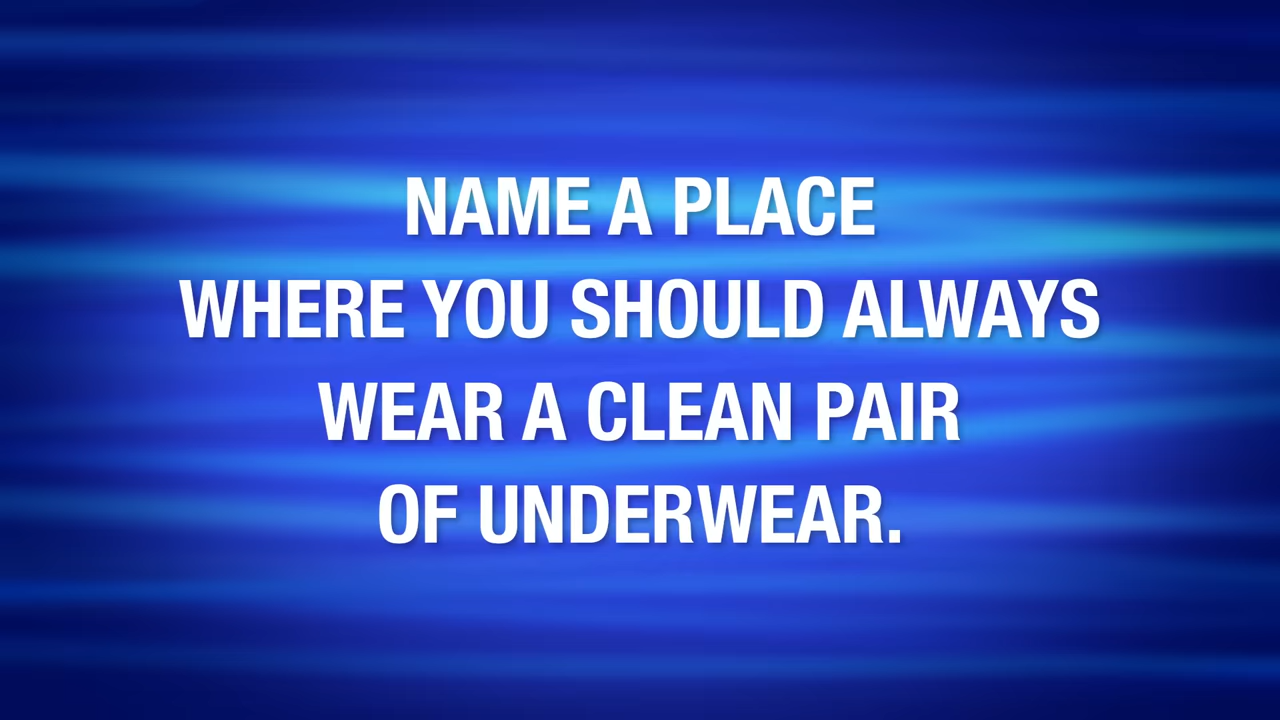 NAME A PLACE
WHERE YOU SHOULD ALWAYS
WEAR A CLEAN PAIR
OF UNDERWEAR.